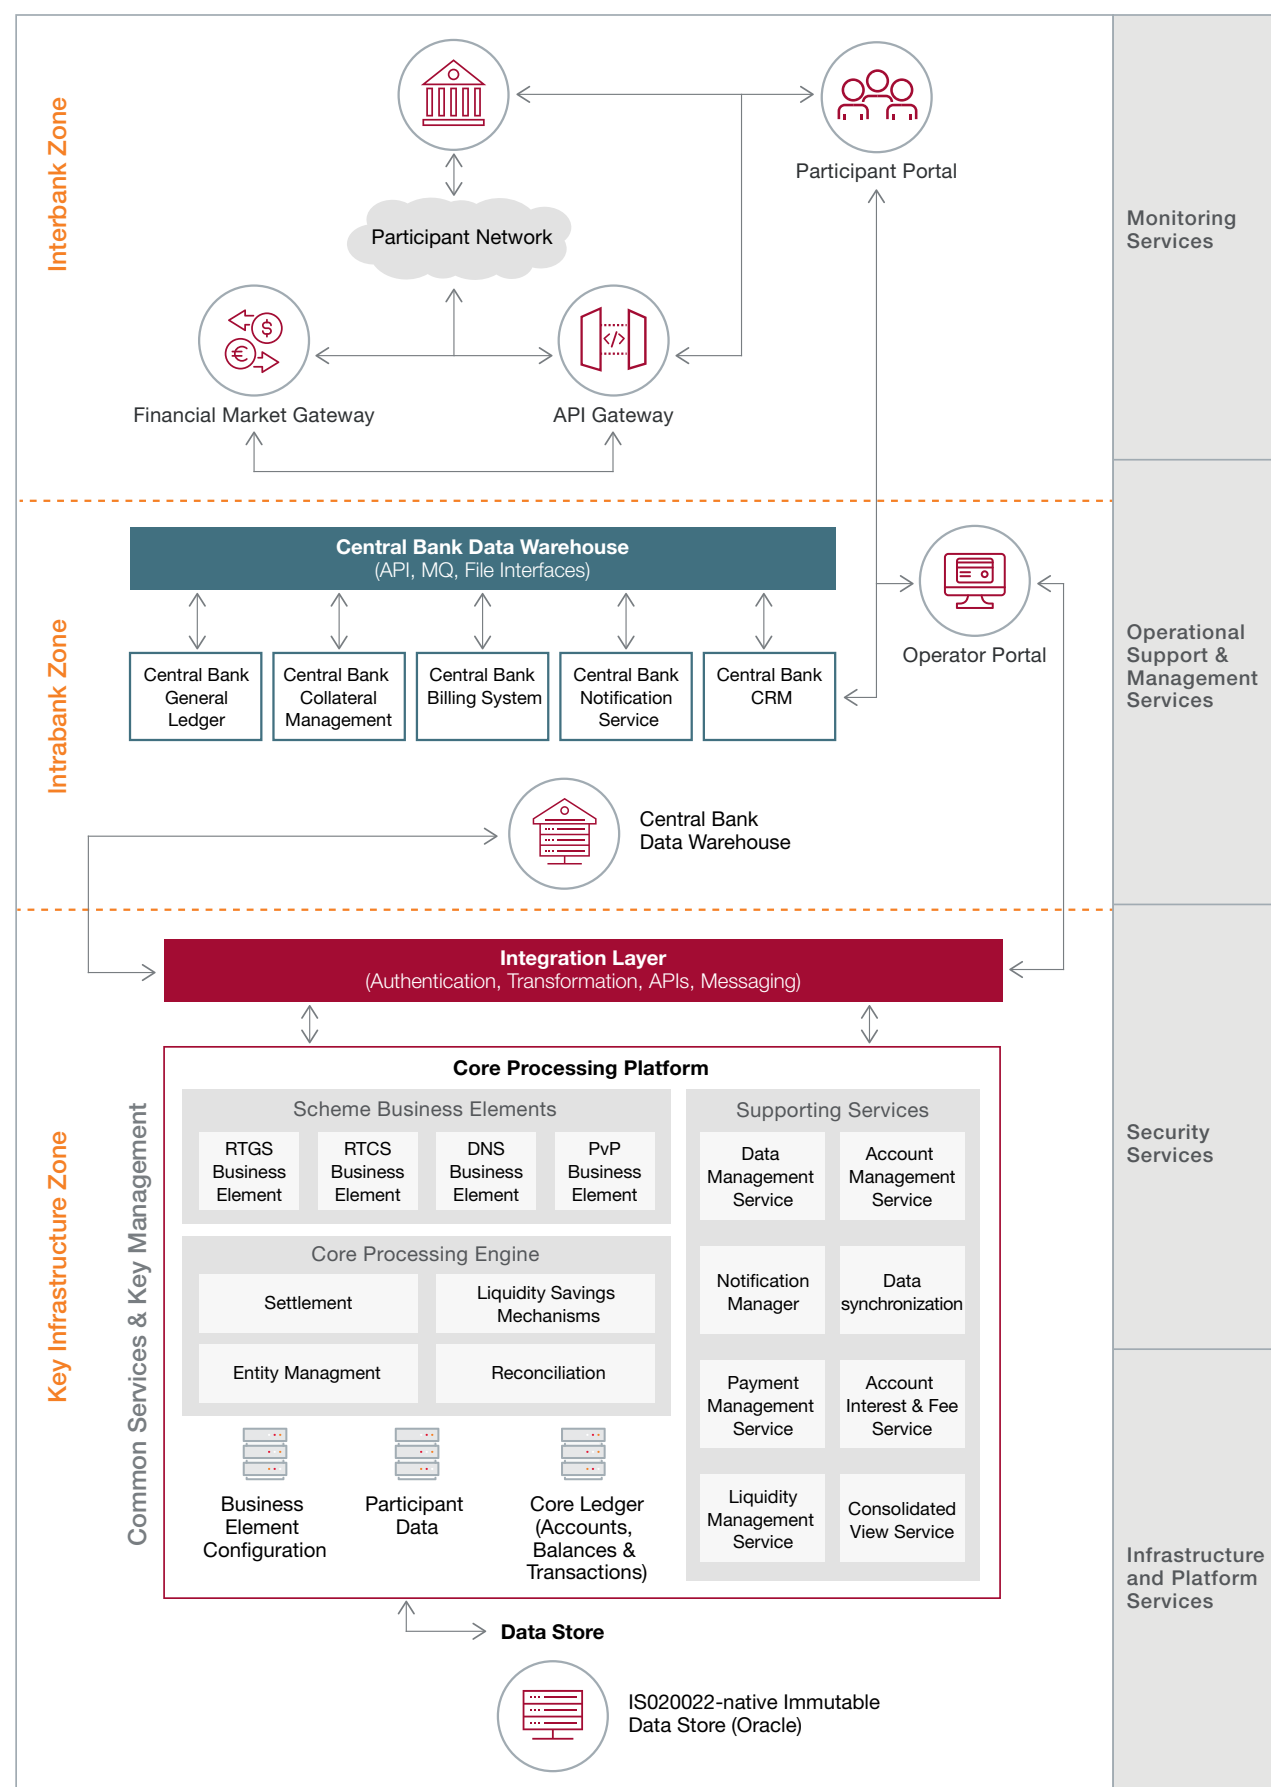 Interbank Zone
Participant Portal
Participant Network
Financial Market Gateway
</>
$
€
API Gateway
Monitoring
Services
Intrabank Zone
Central Bank Data Warehouse
(API, MQ, File Interfaces)
Central Bank
General
Ledger
Central Bank
Collateral
Management
Central Bank
Billing System
Central Bank
Notification
Service
Central Bank
CRM
Operator Portal
Central Bank
Data Warehouse
Operational
Support &
Management
Services
Key Infrastructure Zone
Common Services & Key Management
Integration Layer
(Authentication, Transformation, APIs, Messaging)
Core Processing Platform
Scheme Business Elements
RTGS
Business
Element
RTCS
Business
Element
DNS
Business
Element
PvP
Business
Element
Core Processing Engine
Settlement
Liquidity Savings
Mechanisms
Entity Managment
Reconciliation
Business
Element
Configuration
Participant
Data
Core Ledger
(Accounts,
Balances &
Transactions)
Supporting Services
Data
Management
Service
Account
Management
Service
Notification
Manager
Data
synchronization
Payment
Management
Service
Account
Interest & Fee
Service
Liquidity
Management
Service
Consolidated
View Service
Data Store
IS020022-native Immutable
Data Store (Oracle)
Security
Services
Infrastructure
and Platform
Services